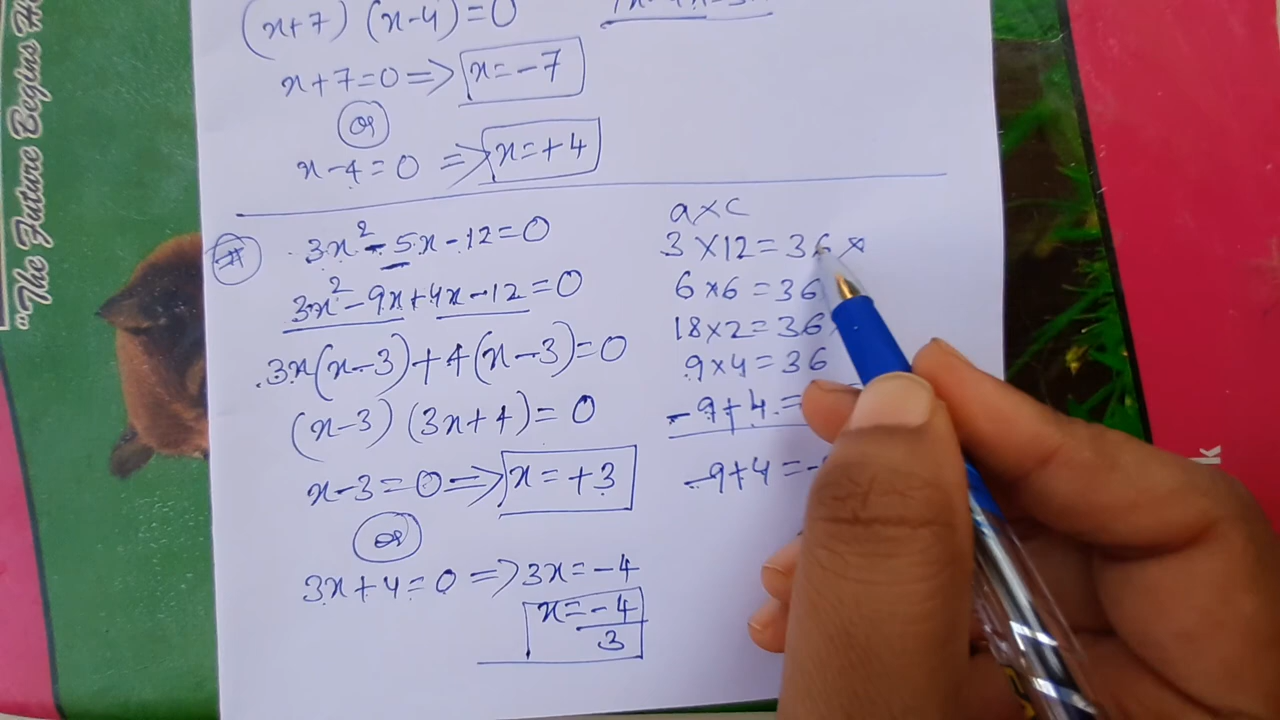 "The Future Begins
(x+7) (x-4)=0
x+7=0 => x=-7
or
x-4=0 => x=+4
# 3x²-5x-12=0
3x²-9x+4x-12=0
3x(x-3)+4(x-3)=0
(x-3) (3x+4)=0
x-3=0 => x=+3
or
3x+4=0 => 3x=-4
x=-4/3
a×c
3×12=36 ×
6×6=36
18×2=36
9×4=36
-9+4=
-9+4=-
k